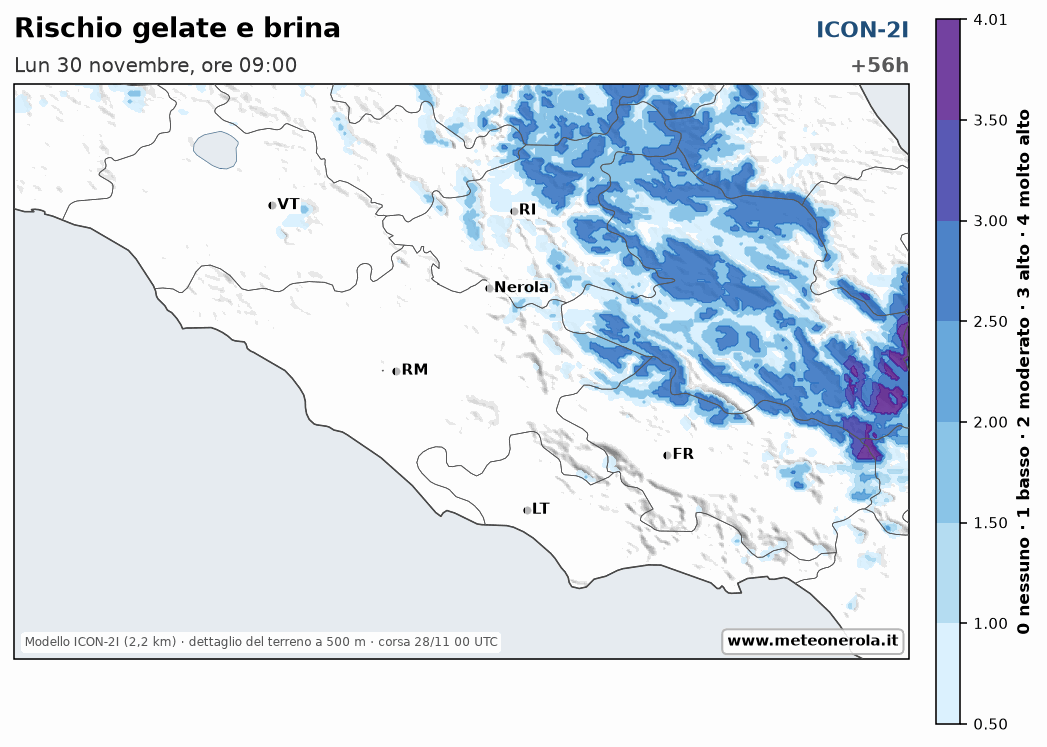 Rischio gelate e brina
ICON-2I
Lun 30 novembre, ore 09:00
+56h
VT
RI
Nerola
RM
FR
LT
Modello ICON-2I (2,2 km) · dettaglio del terreno a 500 m · corsa 28/11 00 UTC
www.meteonerola.it
4.01
3.50
3.00
2.50
2.00
1.50
1.00
0.50
0 nessuno · 1 basso · 2 moderato · 3 alto · 4 molto alto